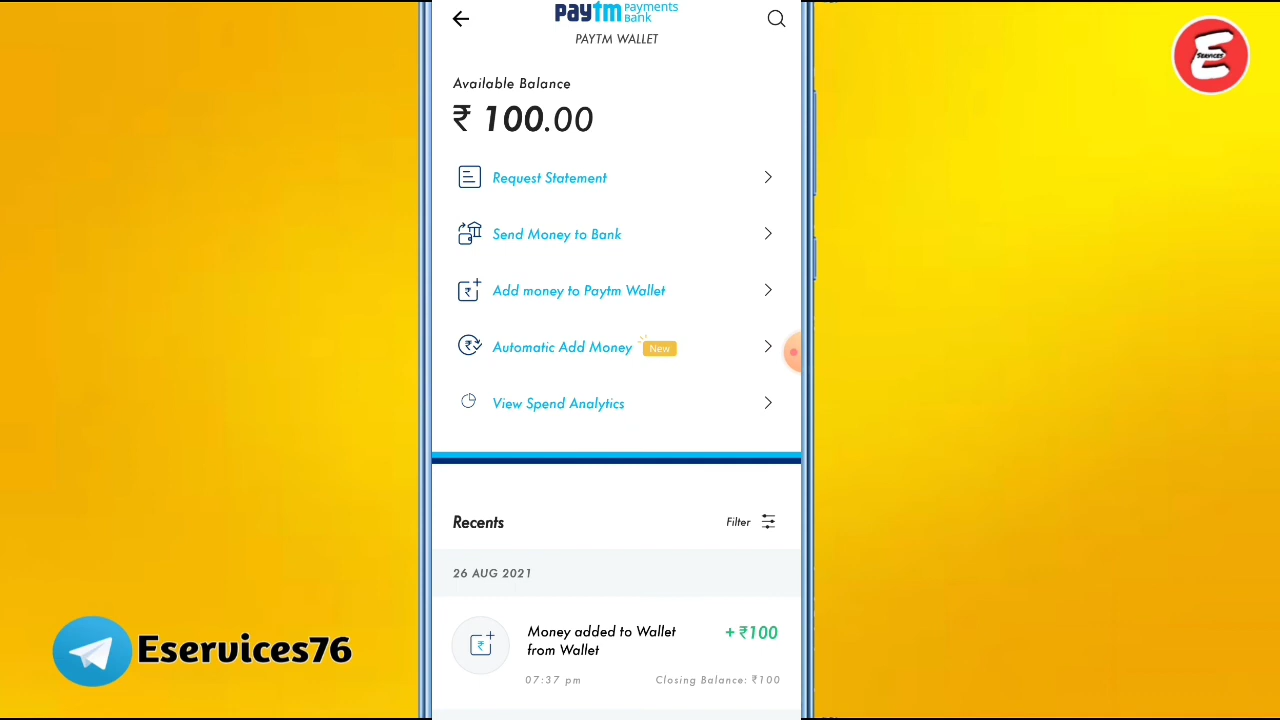 paytm Payments Bank
PAYTM WALLET
E
SERVICES
Available Balance
₹ 100.00
Request Statement
Send Money to Bank
Add money to Paytm Wallet
Automatic Add Money New
View Spend Analytics
Recents
Filter
26 AUG 2021
Money added to Wallet
from Wallet
+ ₹100
07:37 pm
Closing Balance: ₹100
Eservices76